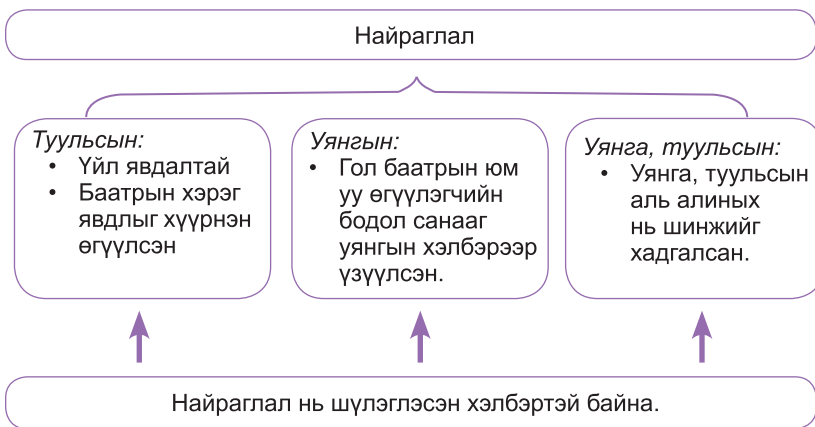 Найраглал
Туульсын:
• Үйл явдалтай
• Баатрын хэрэг
явдлыг хүүрнэн
өгүүлсэн
Уянгын:
• Гол баатрын юм
уу өгүүлэгчийн
бодол санааг
уянгын хэлбэрээр
үзүүлсэн.
Уянга, туульсын:
• Уянга, туульсын
аль алиных
нь шинжийг
хадгалсан.
Найраглал нь шүлэглэсэн хэлбэртэй байна.